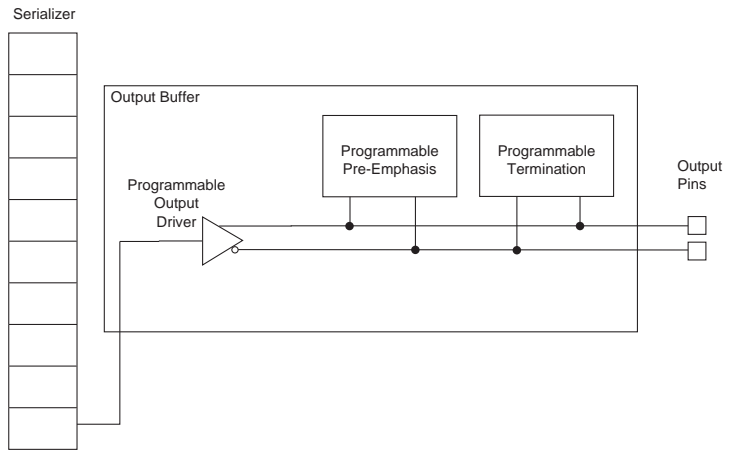 Serializer
Output Buffer
Programmable
Pre-Emphasis
Programmable
Termination
Output
Pins
Programmable
Output
Driver